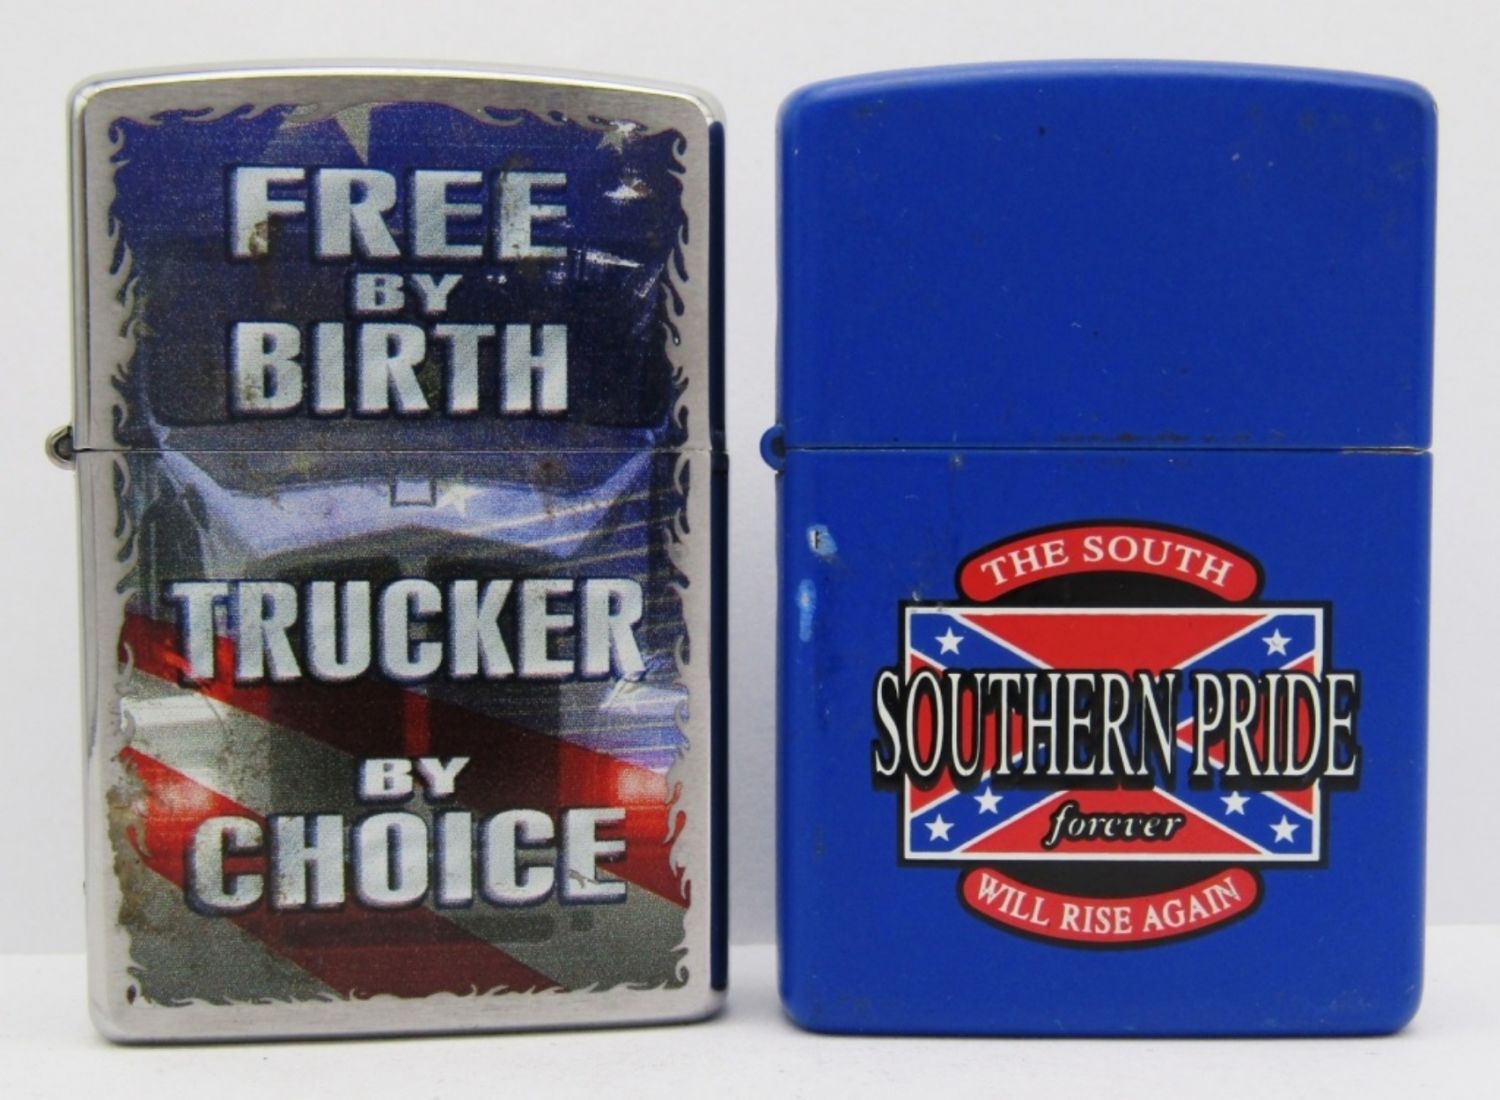 FREE
BY
BIRTH
TRUCKER
BY
CHOICE
THE SOUTH
SOUTHERN PRIDE
forever
WILL RISE AGAIN